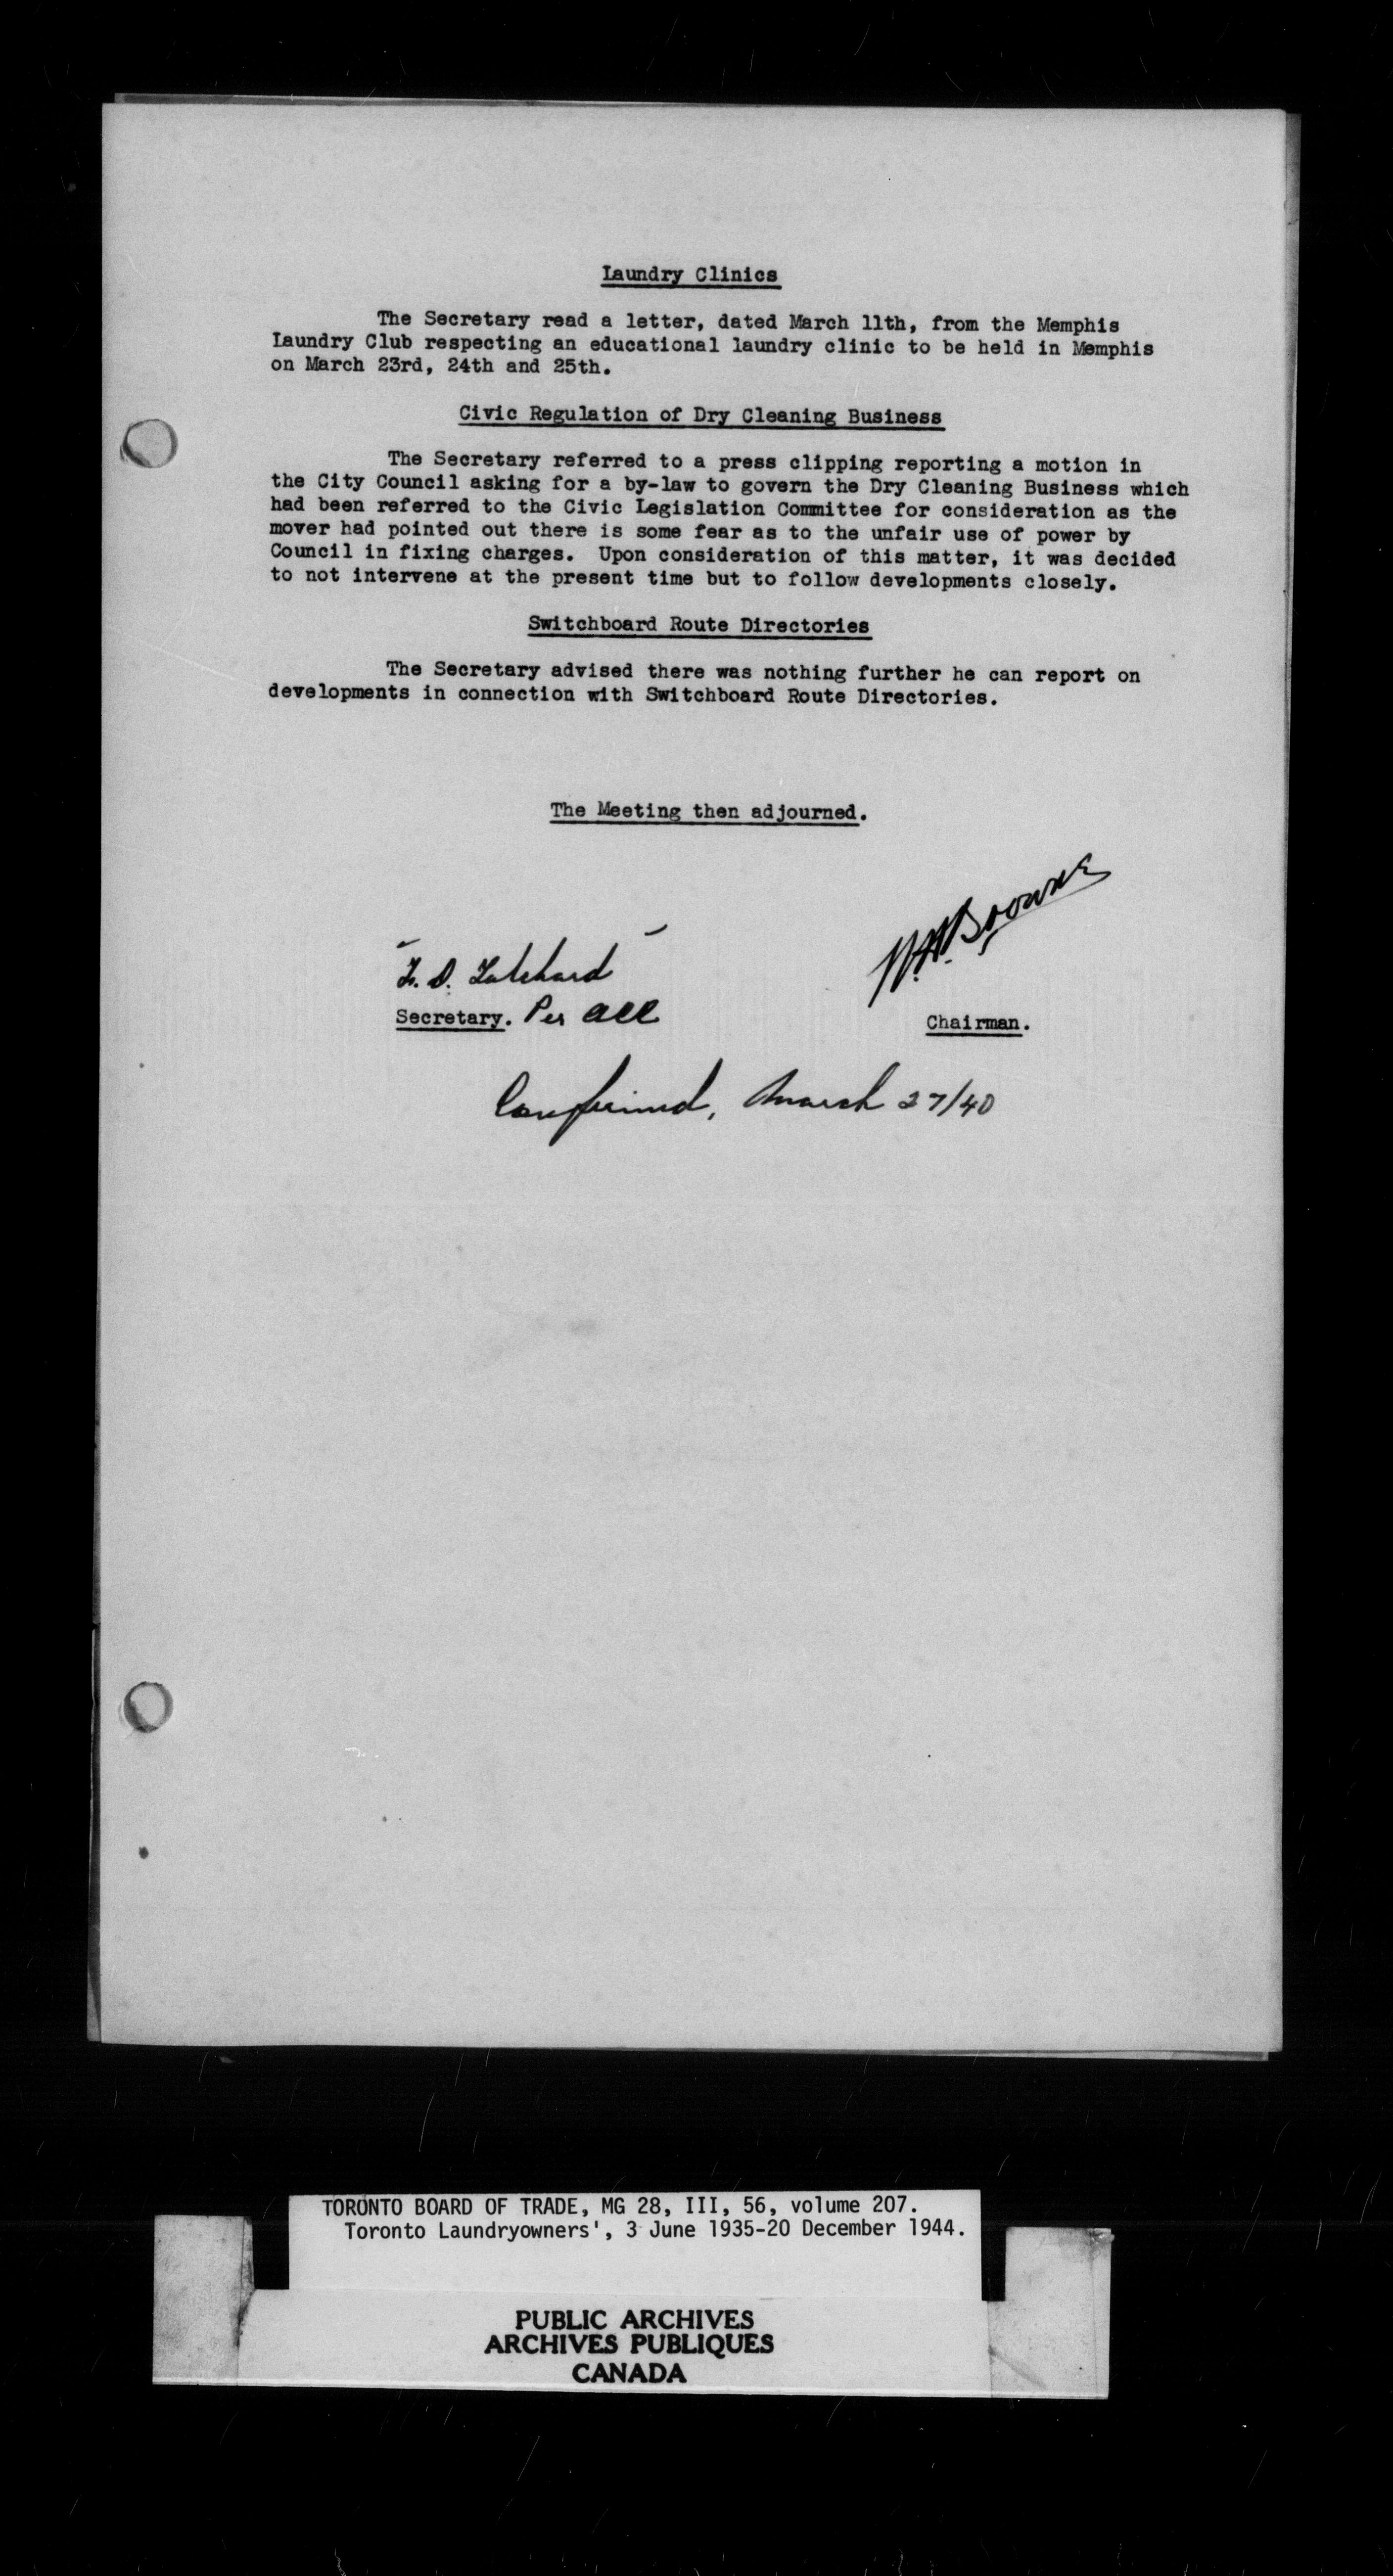 Laundry Clinics
The Secretary read a letter, dated March 11th, from the Memphis
Laundry Club respecting an educational laundry clinic to be held in Memphis
on March 23rd, 24th and 25th.
Civic Regulation of Dry Cleaning Business
The Secretary referred to a press clipping reporting a motion in
the City Council asking for a by-law to govern the Dry Cleaning Business which
had been referred to the Civic Legislation Committee for consideration as the
mover had pointed out there is some fear as to the unfair use of power by
Council in fixing charges. Upon consideration of this matter, it was decided
to not intervene at the present time but to follow developments closely.
Switchboard Route Directories
The Secretary advised there was nothing further he can report on
developments in connection with Switchboard Route Directories.
The Meeting then adjourned.
Browne
F. D. Tolchard
Secretary. Per
Chairman.
Confirmed, March 27/40
TORONTO BOARD OF TRADE, MG 28, III, 56, volume 207.
Toronto Laundryowners', 3 June 1935-20 December 1944.
PUBLIC ARCHIVES
ARCHIVES PUBLIQUES
CANADA